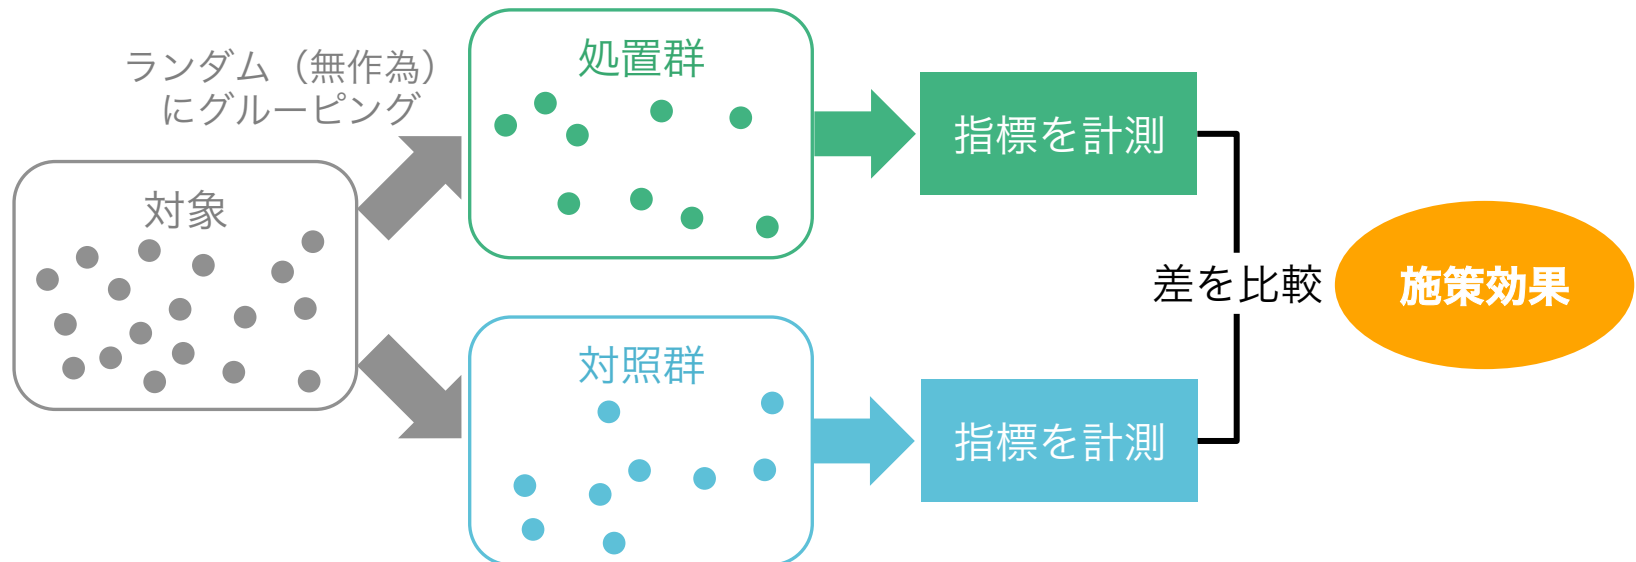 ランダム（無作為）
にグルーピング
対象
処置群
指標を計測
対照群
指標を計測
差を比較
施策効果